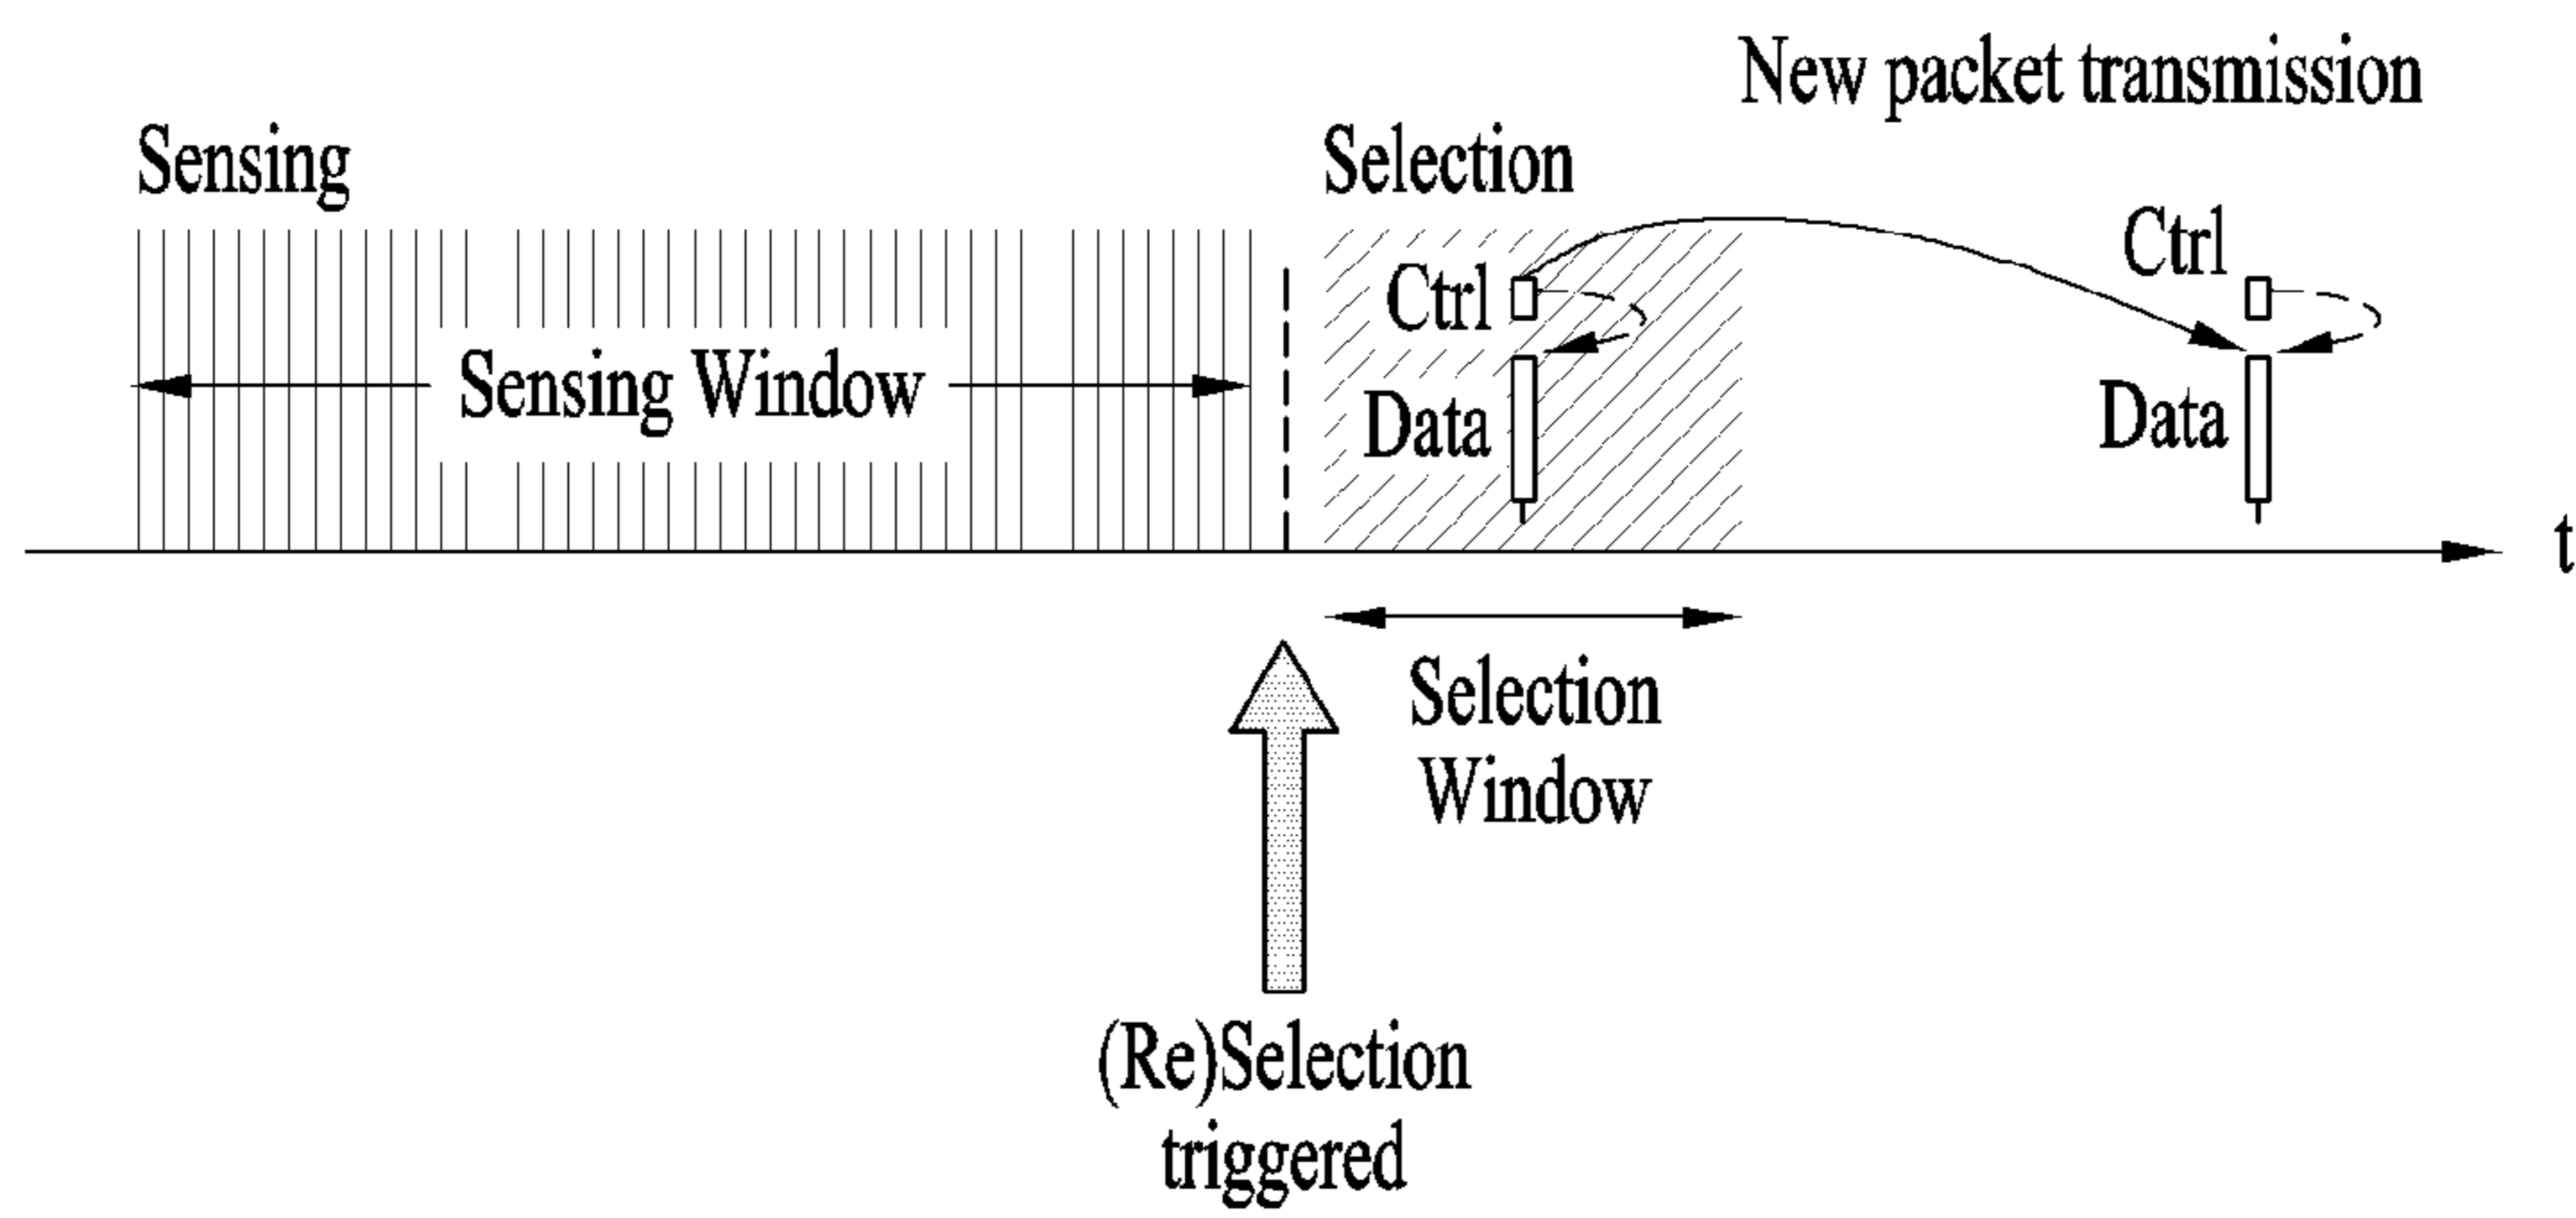 New packet transmission
Sensing
Selection
Ctrl
Ctrl
Sensing Window
Data
Data
t
Selection
Window
(Re)Selection
triggered